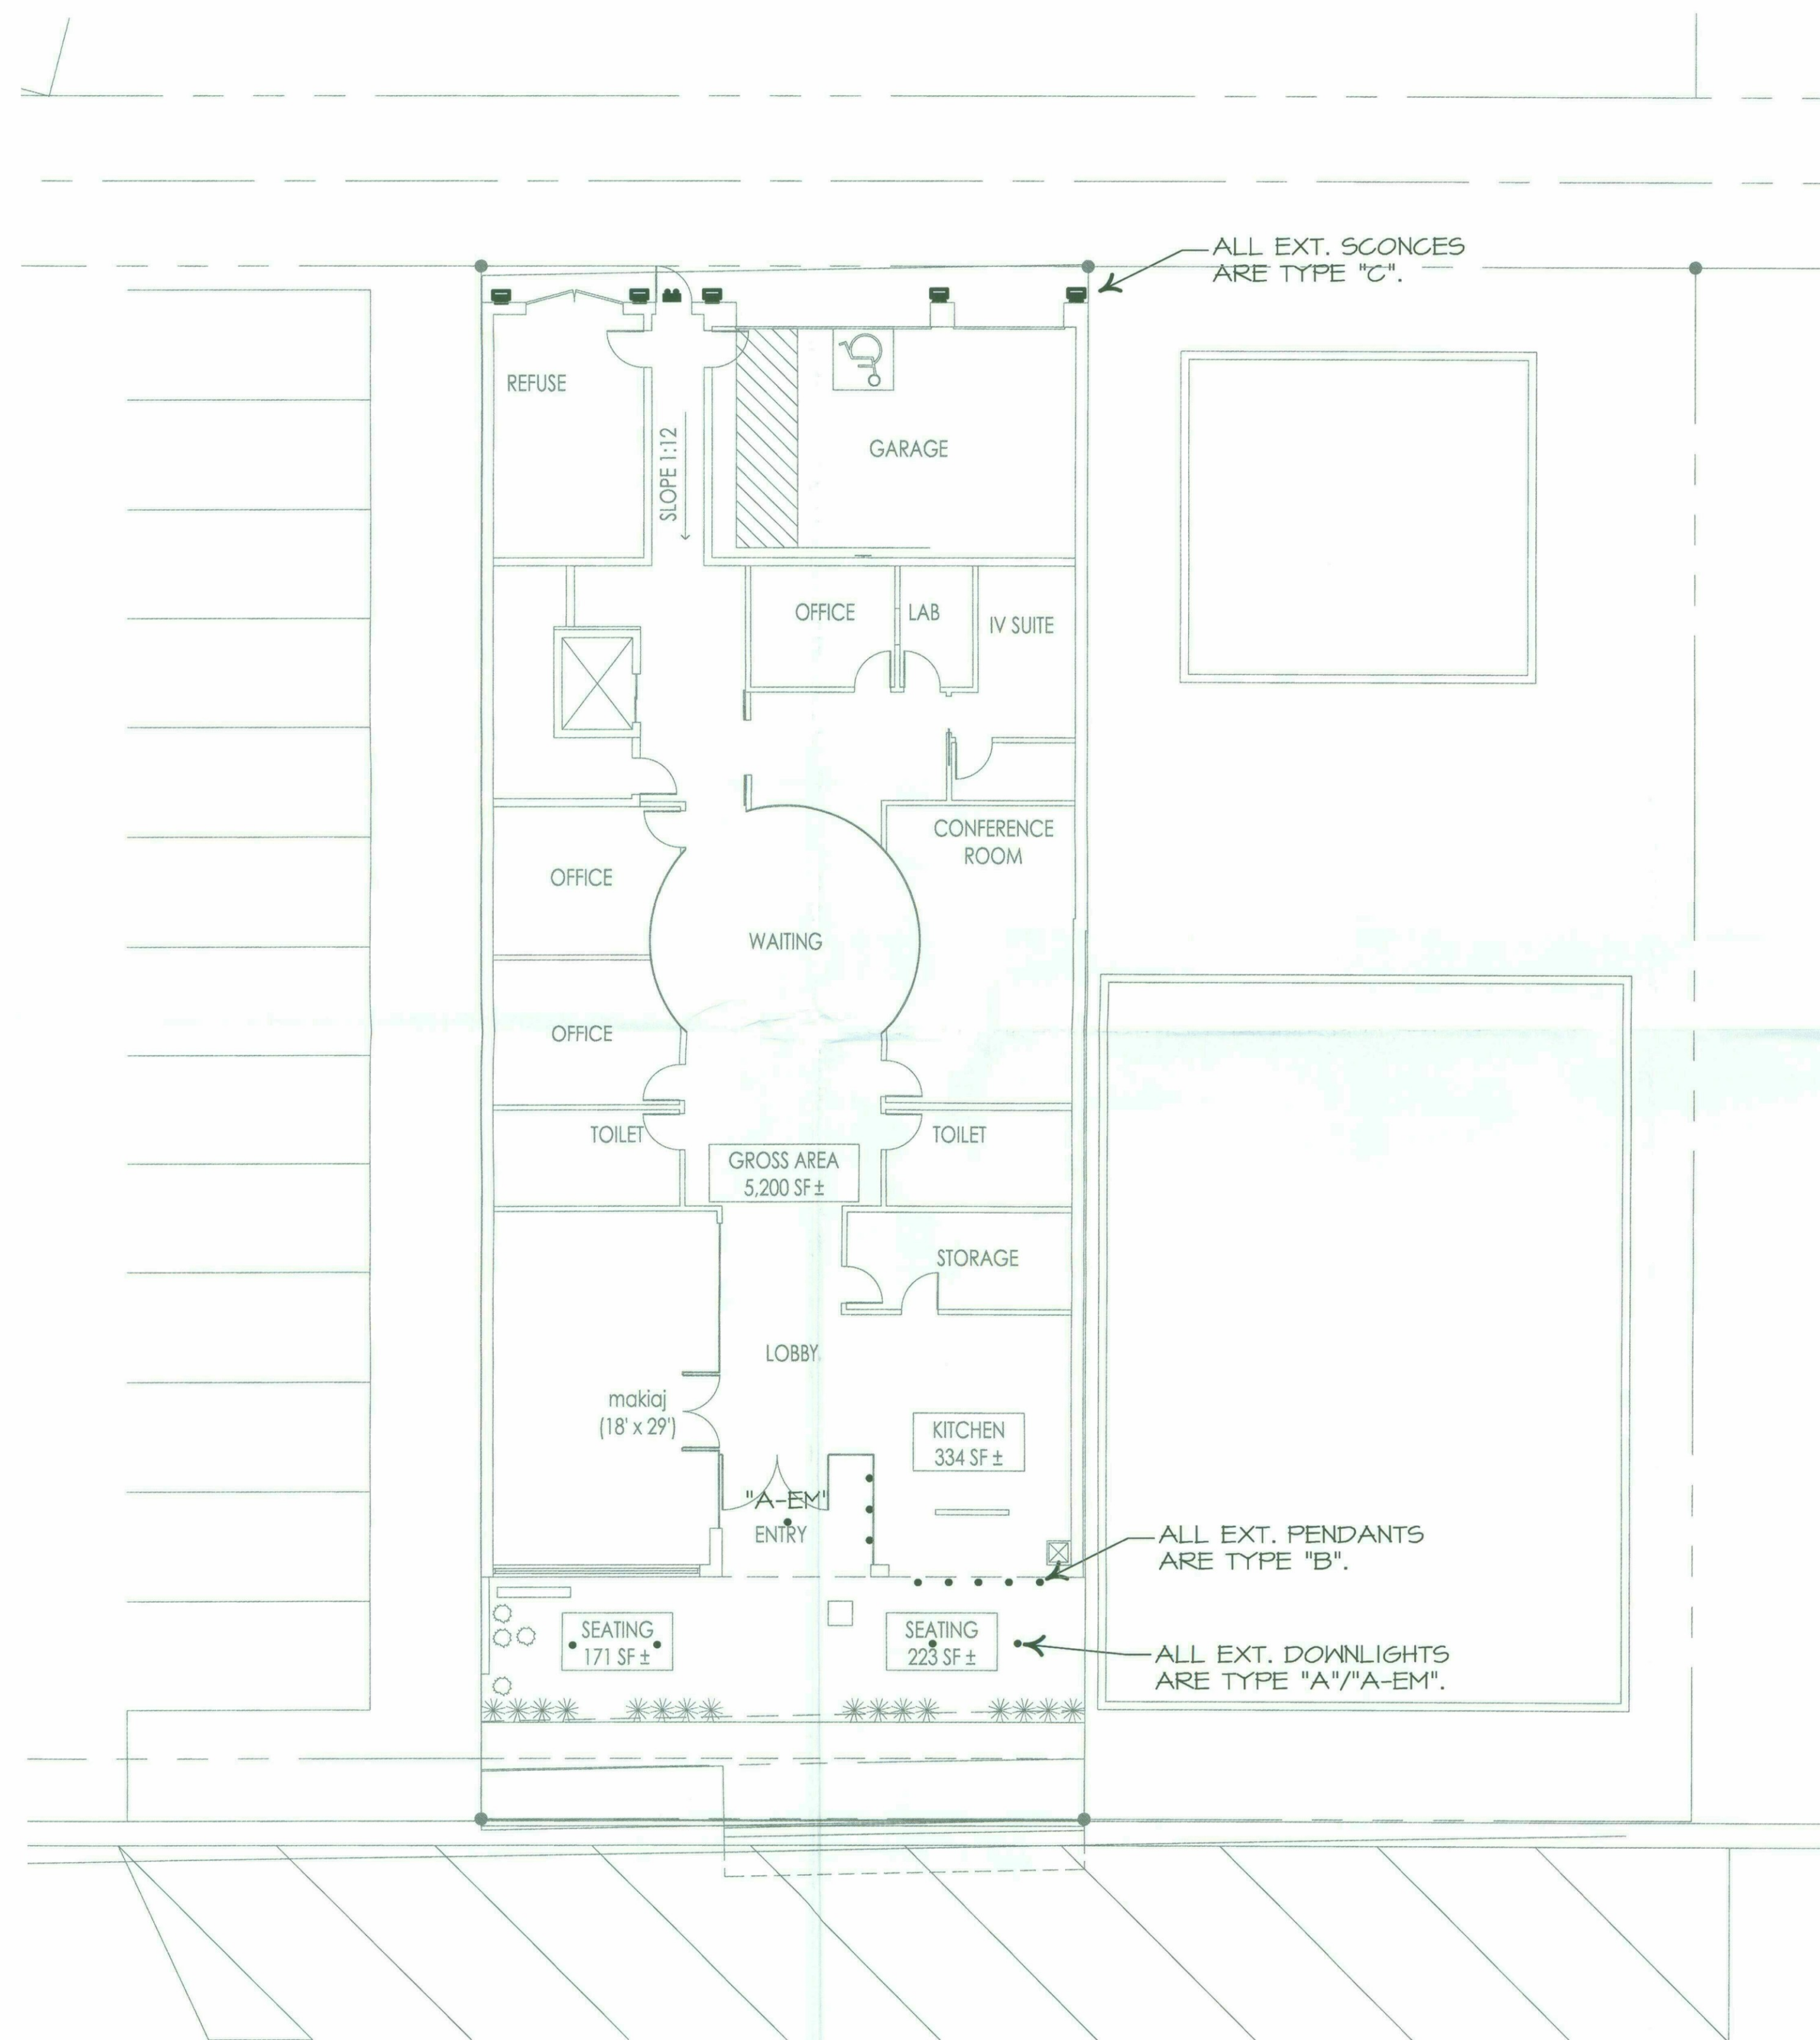 ALL EXT. SCONCES
ARE TYPE "C".
REFUSE
SLOPE 1:12
GARAGE
OFFICE
LAB
IV SUITE
CONFERENCE
ROOM
OFFICE
WAITING
OFFICE
TOILET
TOILET
GROSS AREA
5,200 SF ±
STORAGE
LOBBY
makiaj
(18' x 29')
KITCHEN
334 SF ±
"A-EM"
ENTRY
ALL EXT. PENDANTS
ARE TYPE "B".
SEATING
171 SF ±
SEATING
223 SF ±
ALL EXT. DOWNLIGHTS
ARE TYPE "A"/"A-EM".